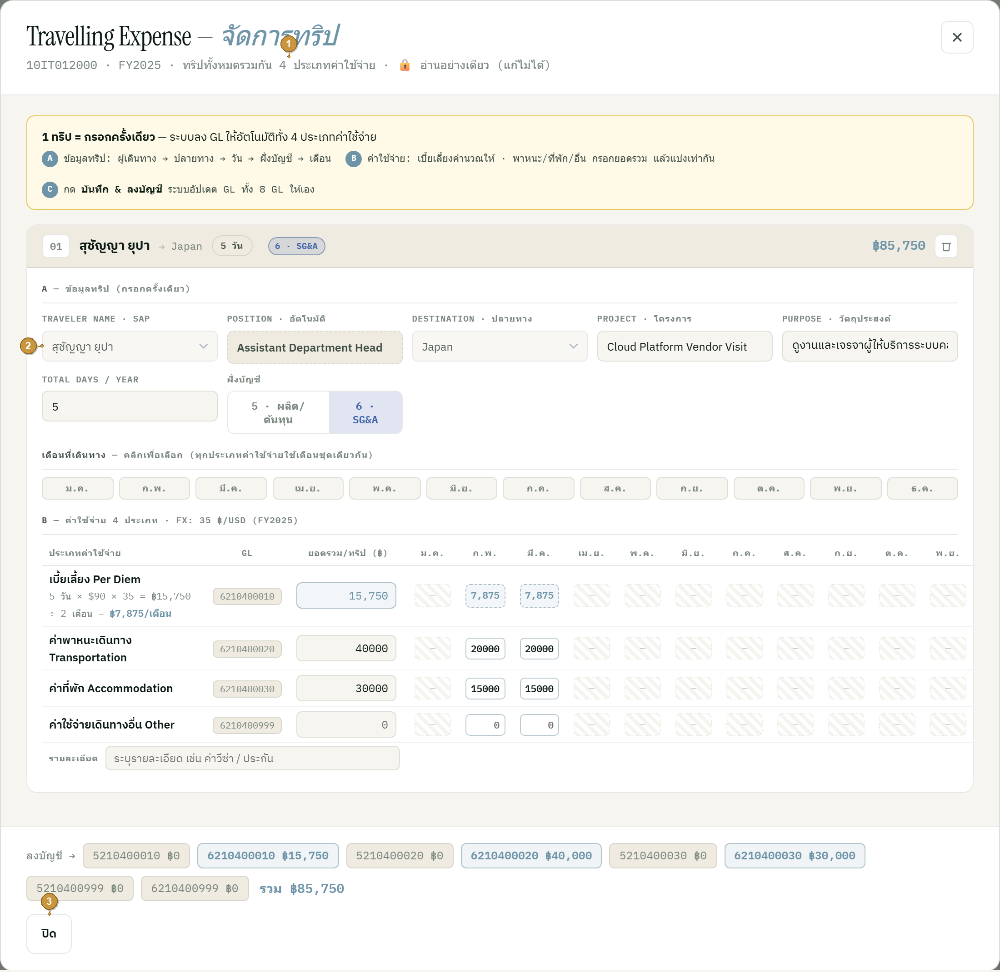 Travelling Expense — จัดการทริป
1
10IT012000 · FY2025 · ทริปทั้งหมดรวมกัน 4 ประเภทค่าใช้จ่าย · 🔒 อ่านอย่างเดียว (แก้ไม่ได้)
1 ทริป = กรอกครั้งเดียว — ระบบลง GL ให้อัตโนมัติทั้ง 4 ประเภทค่าใช้จ่าย
A ข้อมูลทริป: ผู้เดินทาง → ปลายทาง → วัน → ฝั่งบัญชี → เดือน B ค่าใช้จ่าย: เบี้ยเลี้ยงคำนวณให้ · พาหนะ/ที่พัก/อื่น กรอกยอดรวม แล้วแบ่งเท่ากัน
C กด บันทึก & ลงบัญชี ระบบอัปเดต GL ทั้ง 8 GL ให้เอง
01 สุชัญญา ยุปา → Japan 5 วัน 6 · SG&A ฿85,750
A — ข้อมูลทริป (กรอกครั้งเดียว)
TRAVELER NAME · SAP POSITION · อัตโนมัติ DESTINATION · ปลายทาง PROJECT · โครงการ PURPOSE · วัตถุประสงค์
2 สุชัญญา ยุปา Assistant Department Head Japan Cloud Platform Vendor Visit ดูงานและเจรจาผู้ให้บริการระบบคล
TOTAL DAYS / YEAR ฝั่งบัญชี
5 5 · ผลิต/ต้นทุน 6 · SG&A
เดือนที่เดินทาง — คลิกเพื่อเลือก (ทุกประเภทค่าใช้จ่ายใช้เดือนชุดเดียวกัน)
ม.ค. ก.พ. มี.ค. เม.ย. พ.ค. มิ.ย. ก.ค. ส.ค. ก.ย. ต.ค. พ.ย. ธ.ค.
B — ค่าใช้จ่าย 4 ประเภท · FX: 35 ฿/USD (FY2025)
ประเภทค่าใช้จ่าย GL ยอดรวม/ทริป (฿) ม.ค. ก.พ. มี.ค. เม.ย. พ.ค. มิ.ย. ก.ค. ส.ค. ก.ย. ต.ค. พ.ย.
เบี้ยเลี้ยง Per Diem
5 วัน × $90 × 35 = ฿15,750 6210400010 15,750 — 7,875 7,875 — — — — — — — —
÷ 2 เดือน = ฿7,875/เดือน
ค่าพาหนะเดินทาง
Transportation 6210400020 40000 — 20000 20000 — — — — — — — —
ค่าที่พัก Accommodation 6210400030 30000 — 15000 15000 — — — — — — — —
ค่าใช้จ่ายเดินทางอื่น Other 6210400999 0 — 0 0 — — — — — — — —
รายละเอียด ระบุรายละเอียด เช่น ค่าวีซ่า / ประกัน
ลงบัญชี → 5210400010 ฿0 6210400010 ฿15,750 5210400020 ฿0 6210400020 ฿40,000 5210400030 ฿0 6210400030 ฿30,000
5210400999 ฿0 6210400999 ฿0 รวม ฿85,750
3
ปิด